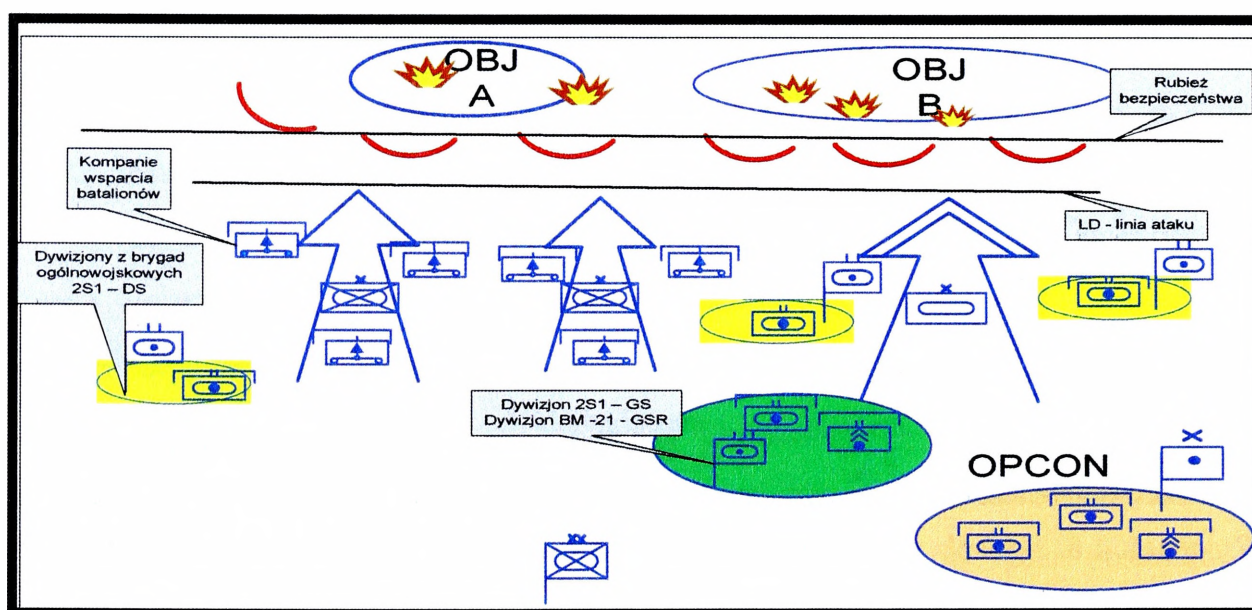 OBJ
A
OBJ
B
Rubież
bezpieczeństwa
Kompanie
wsparcia
batalionów
LD - linia ataku
Dywizjony z brygad
ogólnowojskowych
2S1 – DS
Dywizjon 2S1 – GS
Dywizjon BM -21 - GSR
OPCON